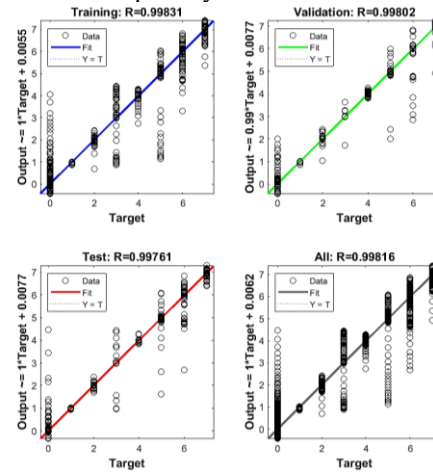 Training: R=0.99831
Output ~= 1*Target + 0.0055
7
6
5
4
3
2
1
0
Data
Fit
Y = T
0 2 4 6
Target
Validation: R=0.99802
Output ~= 0.99*Target + 0.0077
7
6
5
4
3
2
1
0
Data
Fit
Y = T
0 2 4 6
Target
Test: R=0.99761
Output ~= 1*Target + 0.0077
7
6
5
4
3
2
1
0
Data
Fit
Y = T
0 2 4 6
Target
All: R=0.99816
Output ~= 1*Target + 0.0062
7
6
5
4
3
2
1
0
Data
Fit
Y = T
0 2 4 6
Target